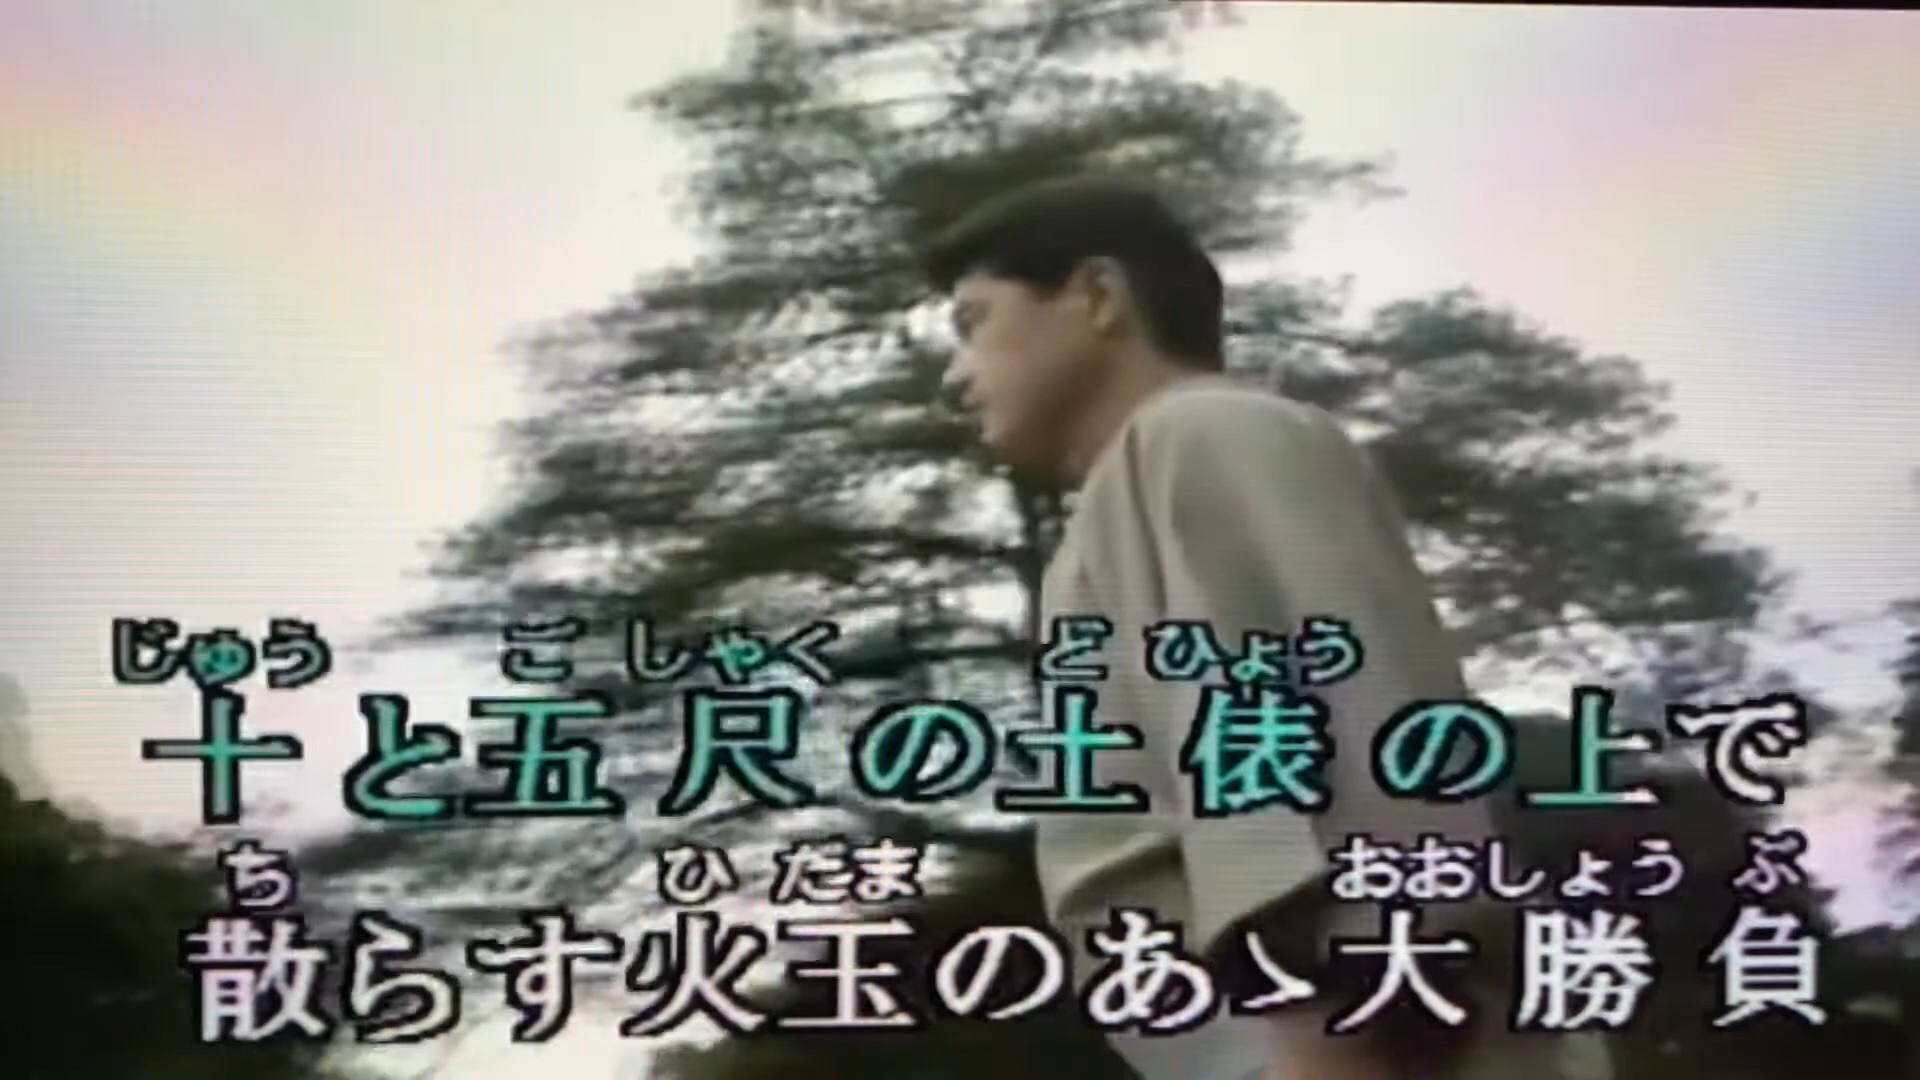 じゅう ご しゃく ど ひょう
十と五尺の土俵の上で
ち ひ だま おおしょう ぶ
散らす火玉のあゝ大勝負